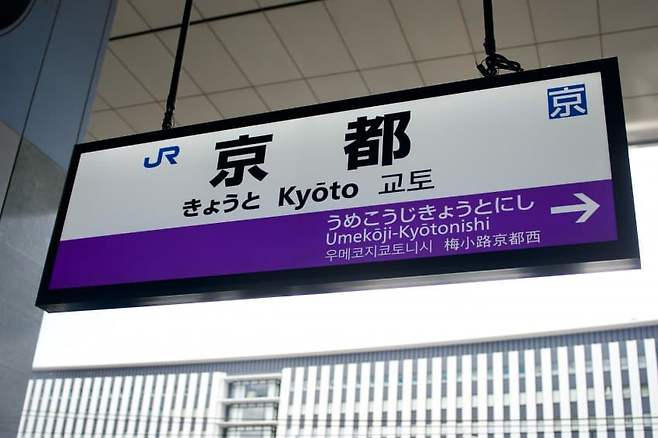 JR 京都 京
きょうと Kyōto 교토
うめこうじきょうとにし
Umekōji-Kyōtonishi
우메코지쿄토니시 梅小路京都西